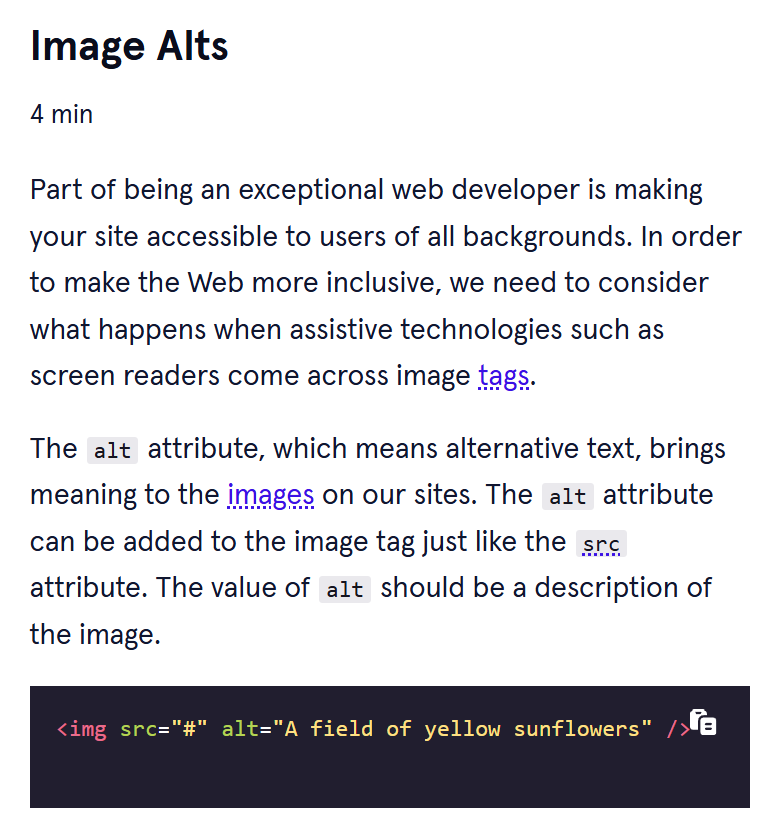 Image Alts
4 min
Part of being an exceptional web developer is making
your site accessible to users of all backgrounds. In order
to make the Web more inclusive, we need to consider
what happens when assistive technologies such as
screen readers come across image tags.
The alt attribute, which means alternative text, brings
meaning to the images on our sites. The alt attribute
can be added to the image tag just like the src
attribute. The value of alt should be a description of
the image.
<img src="#" alt="A field of yellow sunflowers" />